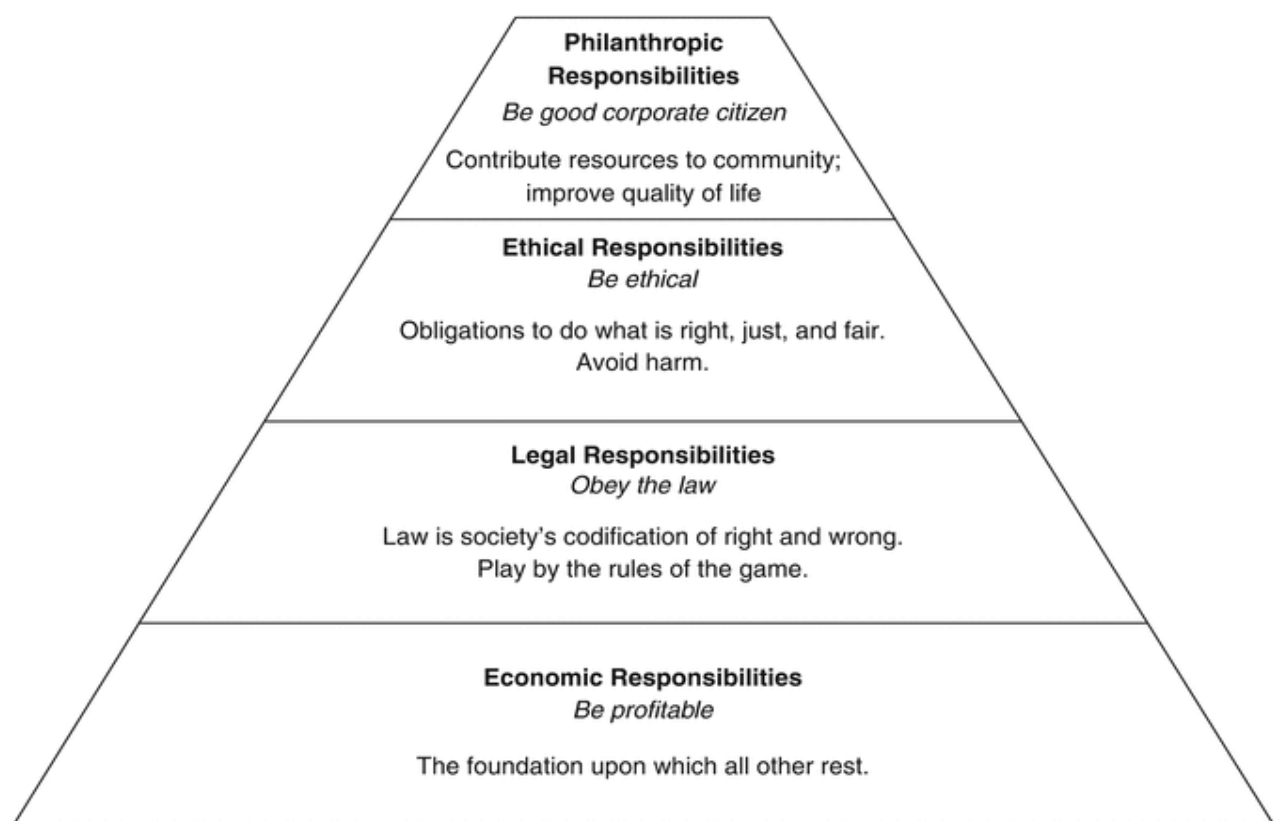 Philanthropic
Responsibilities
Be good corporate citizen
Contribute resources to community;
improve quality of life
Ethical Responsibilities
Be ethical
Obligations to do what is right, just, and fair.
Avoid harm.
Legal Responsibilities
Obey the law
Law is society’s codification of right and wrong.
Play by the rules of the game.
Economic Responsibilities
Be profitable
The foundation upon which all other rest.